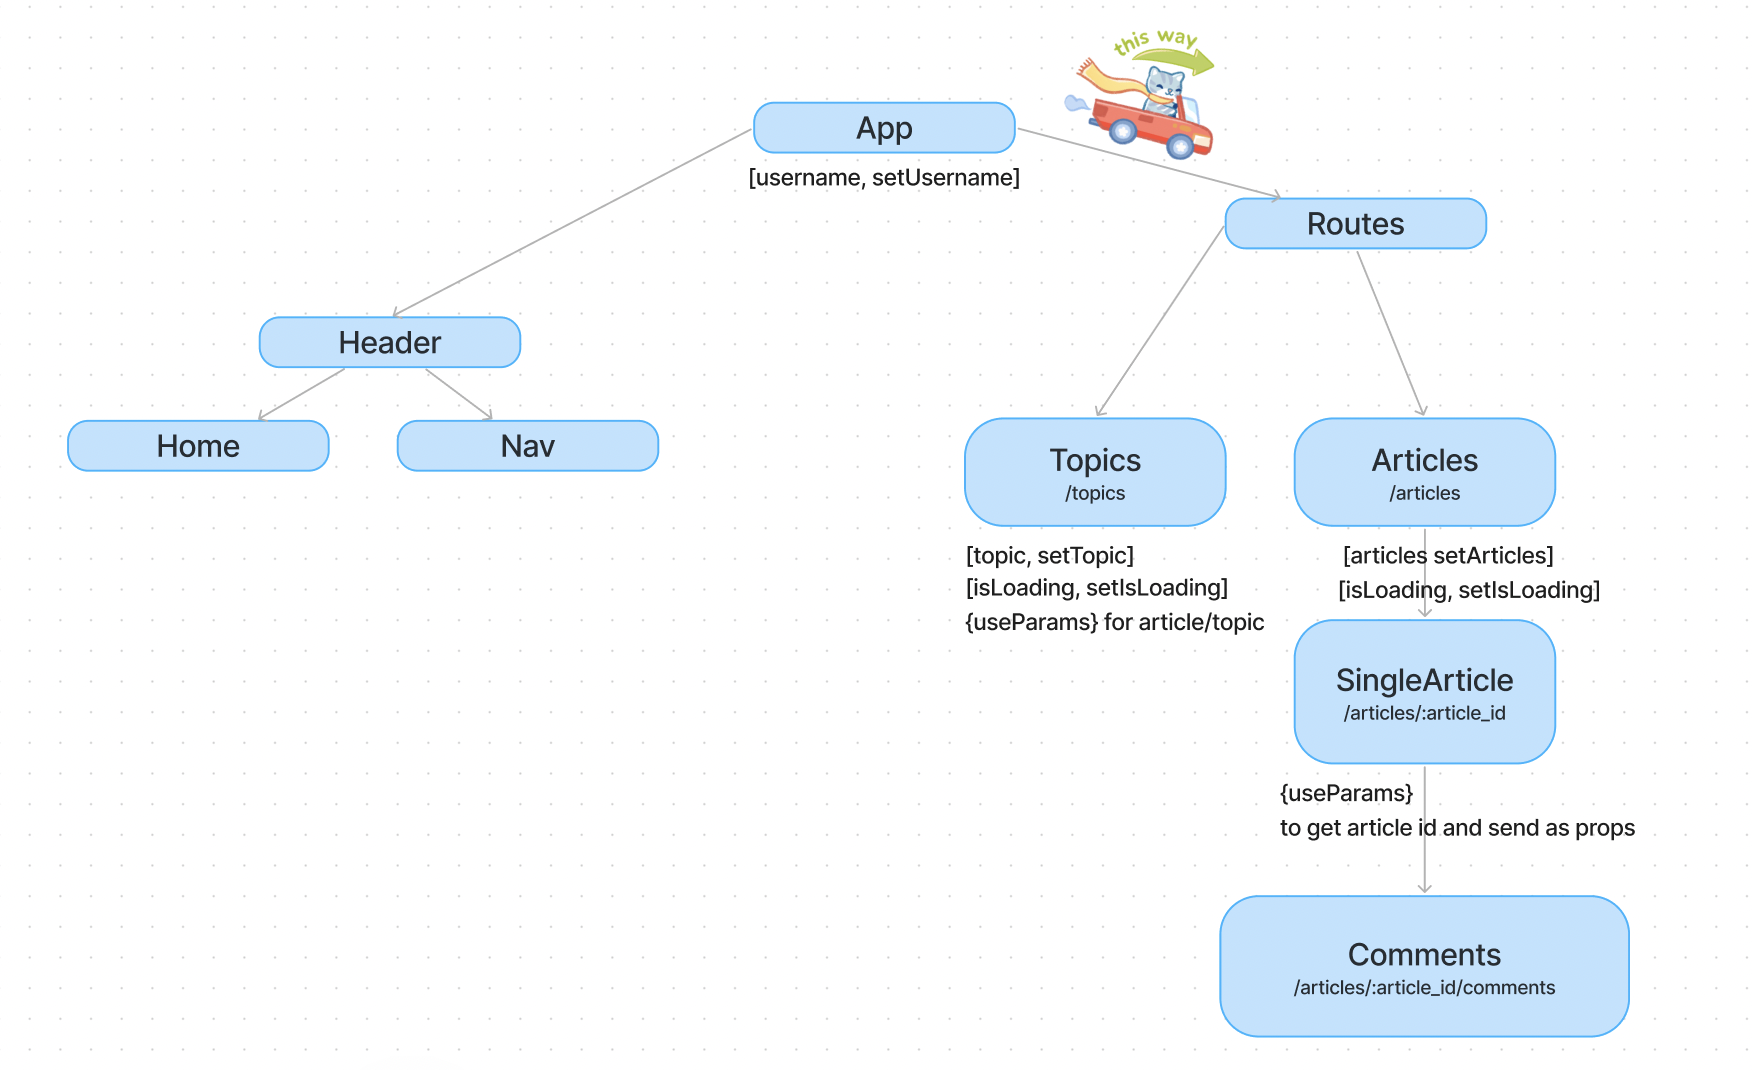 this way
App
[username, setUsername]
Routes
Header
Home
Nav
Topics
/topics
Articles
/articles
[topic, setTopic]
[isLoading, setIsLoading]
{useParams} for article/topic
[articles setArticles]
[isLoading, setIsLoading]
SingleArticle
/articles/:article_id
{useParams}
to get article id and send as props
Comments
/articles/:article_id/comments